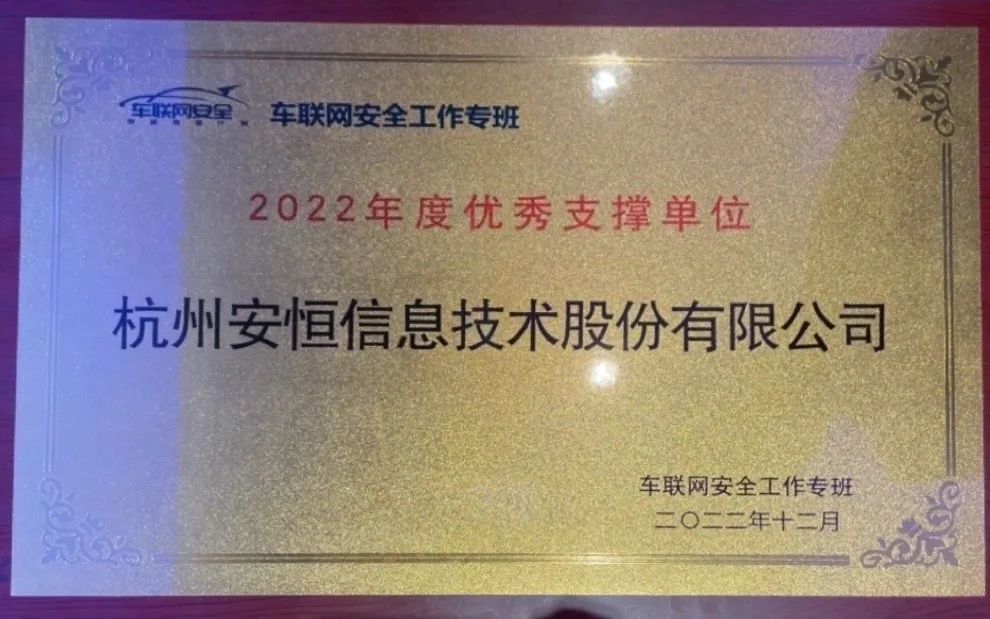 车联网安全 车联网安全工作专班
2022年度优秀支撑单位
杭州安恒信息技术股份有限公司
车联网安全工作专班
二〇二二年十二月